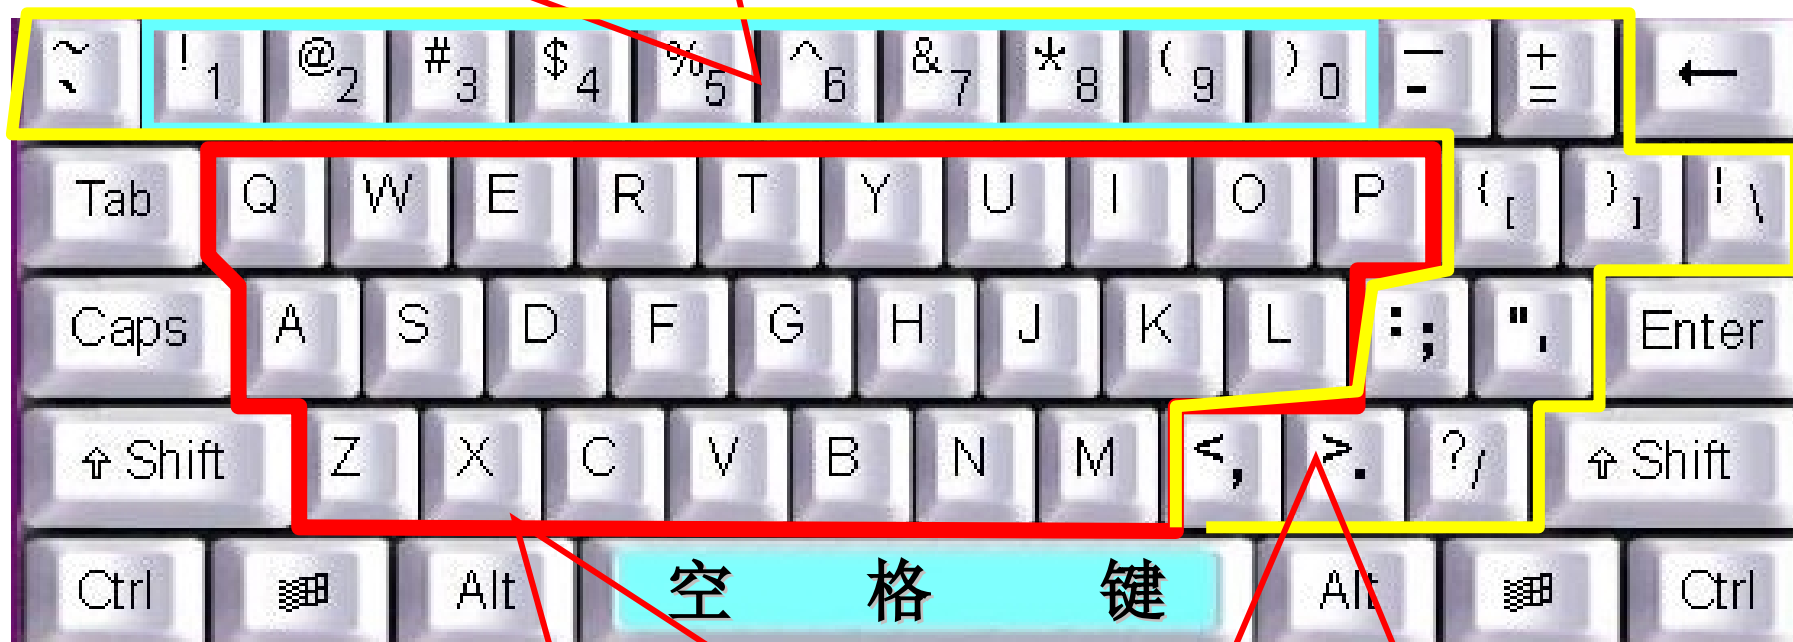 ~ ` ! 1 @ 2 # 3 $ 4 % 5 ^ 6 & 7 * 8 ( 9 ) 0 — - + = ←
Tab Q W E R T Y U I O P { [ } ] ¦ \
Caps A S D F G H J K L : ; " ' Enter
⇧ Shift Z X C V B N M < , > . ? / ⇧ Shift
Ctrl Alt 空格键 Alt Ctrl